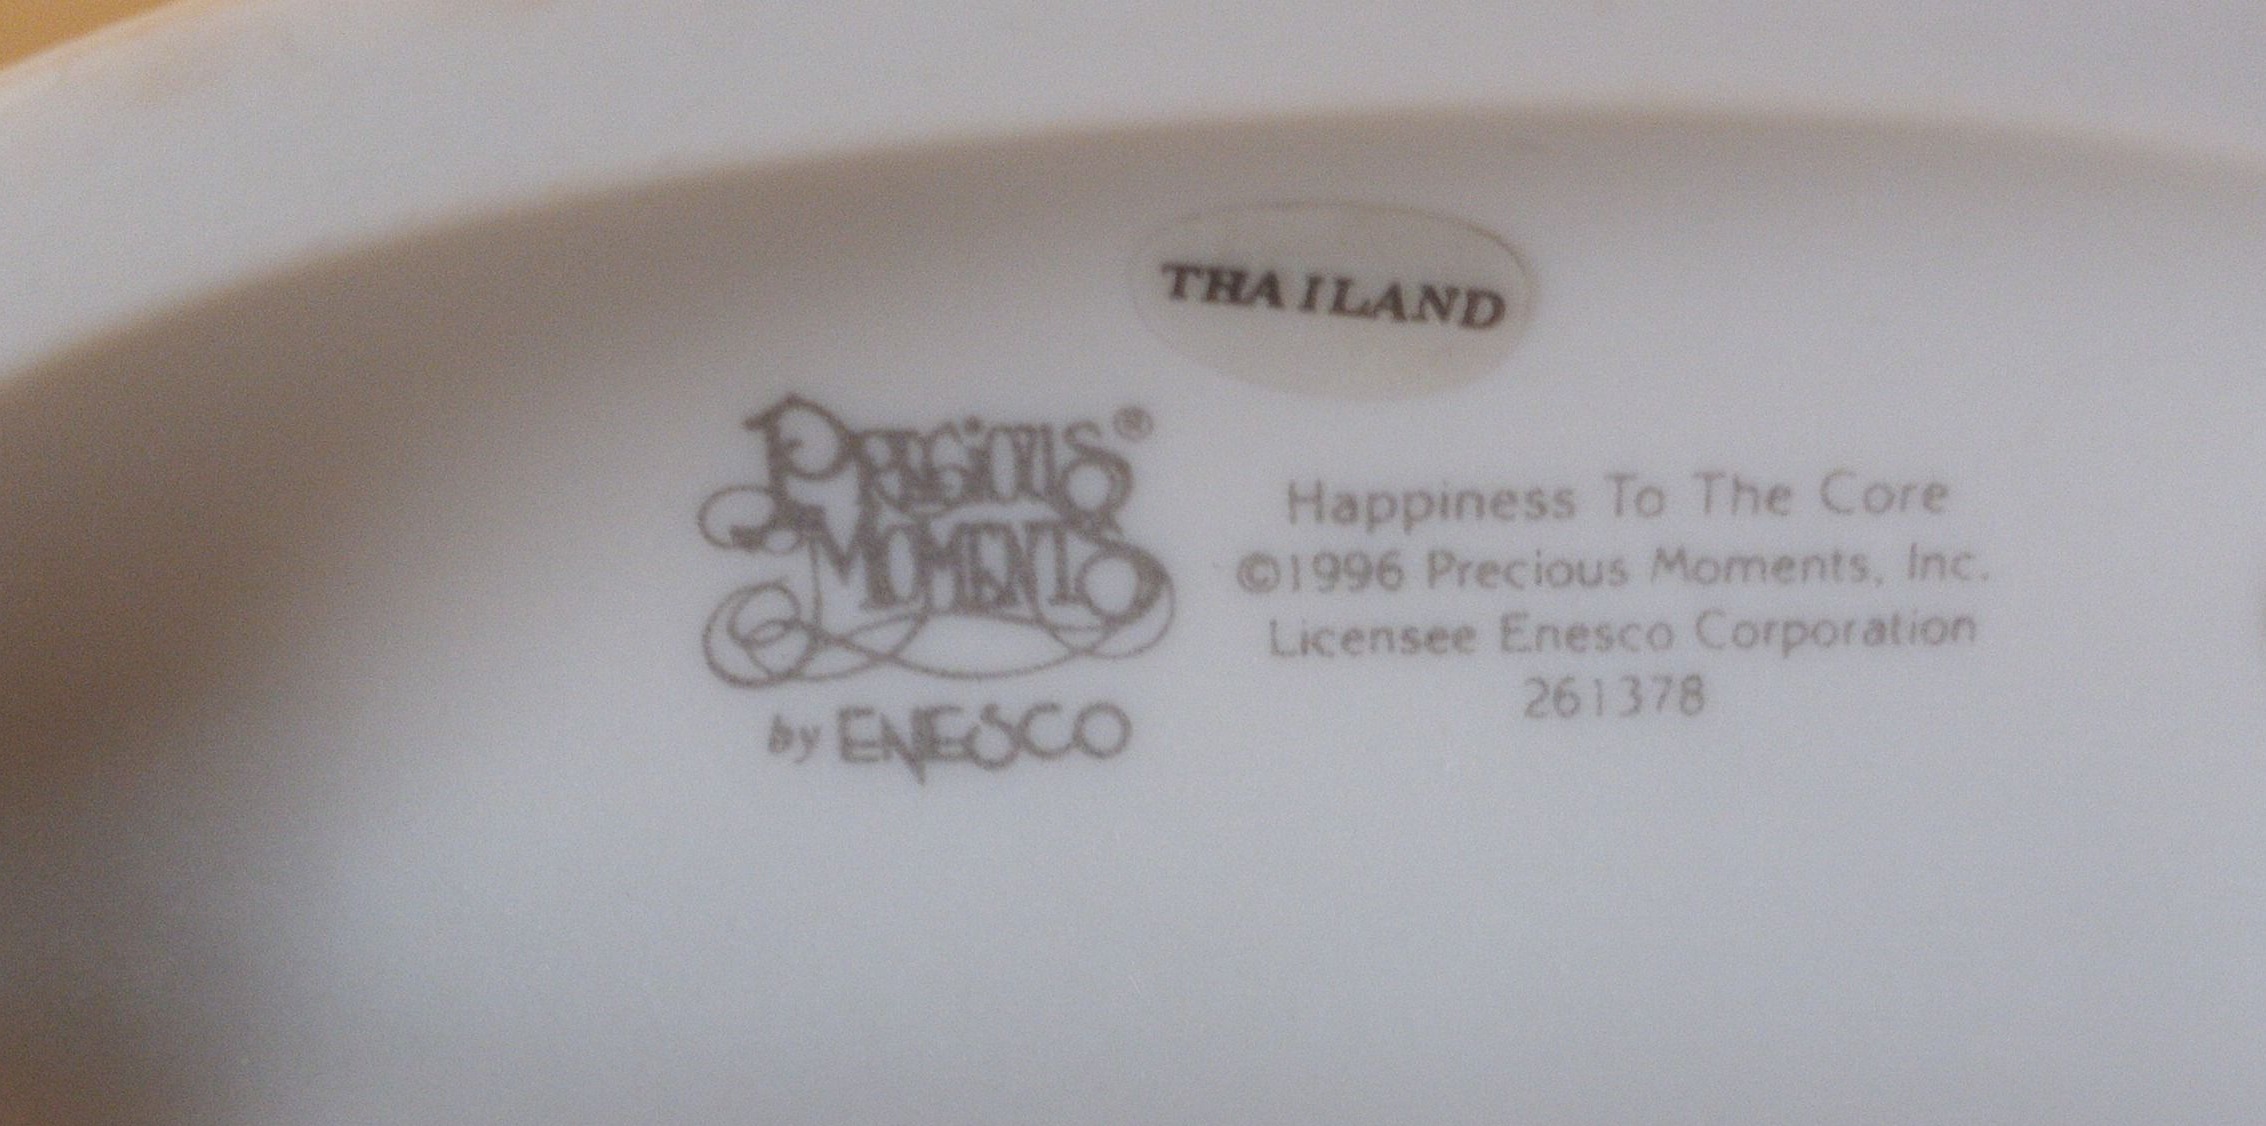 THAILAND
PRECIOUS®
MOMENTS
by ENESCO
Happiness To The Core
©1996 Precious Moments, Inc.
Licensee Enesco Corporation
261378